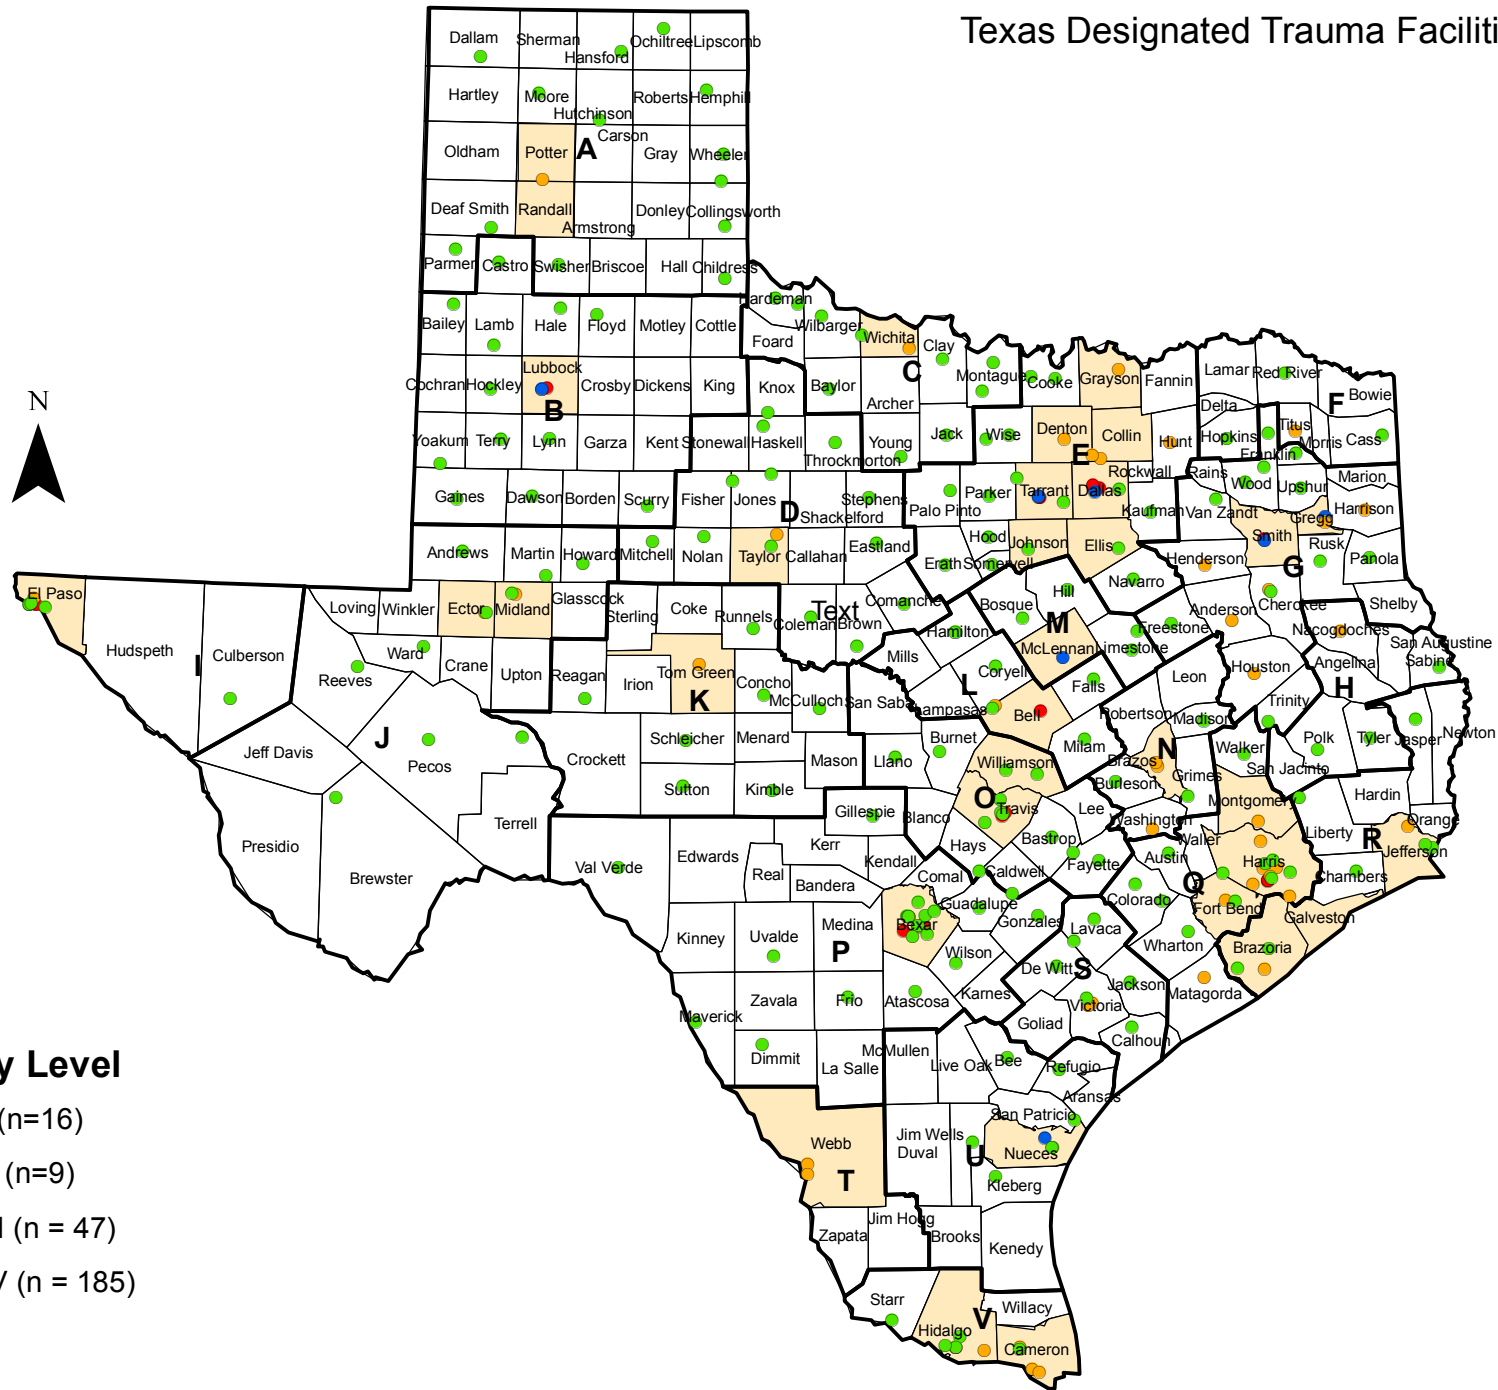 Texas Designated Trauma Faciliti
Dallam
Sherman
Hansford
Ochiltree
Lipscomb
Hartley
Moore
Hutchinson
Roberts
Hemphill
Oldham
Potter
A
Carson
Gray
Wheeler
Deaf Smith
Randall
Armstrong
Donley
Collingsworth
Parmer
Castro
Swisher
Briscoe
Hall
Childress
Bailey
Lamb
Hale
Floyd
Motley
Cottle
Hardeman
Foard
Wilbarger
Wichita
Clay
Cochran
Hockley
Lubbock
B
Crosby
Dickens
King
Knox
Baylor
C
Archer
Montague
Cooke
Grayson
Fannin
Lamar
Red River
F
Bowie
Delta
Yoakum
Terry
Lynn
Garza
Kent
Stonewall
Haskell
Throckmorton
Young
Jack
Wise
Denton
E
Collin
Hunt
Hopkins
Franklin
Titus
Morris
Cass
Gaines
Dawson
Borden
Scurry
Fisher
Jones
D
Shackelford
Stephens
Palo Pinto
Parker
Tarrant
Dallas
Rockwall
Kaufman
Rains
Van Zandt
Wood
Upshur
Marion
Gregg
Harrison
Andrews
Martin
Howard
Mitchell
Nolan
Taylor
Callahan
Eastland
Erath
Hood
Somervell
Johnson
Ellis
Henderson
Smith
G
Rusk
Panola
El Paso
Hudspeth
I
Culberson
Loving
Winkler
Ector
Midland
Glasscock
Sterling
Coke
Runnels
Coleman
Text
Brown
Comanche
Hamilton
Bosque
Hill
Navarro
Freestone
Anderson
Cherokee
Nacogdoches
Shelby
San Augustine
Sabine
Reeves
Ward
Crane
Upton
Reagan
Irion
Tom Green
K
Concho
McCulloch
San Saba
Mills
Lampasas
L
Coryell
M
McLennan
Limestone
Falls
Bell
Leon
Houston
Angelina
H
Trinity
Jeff Davis
J
Pecos
Terrell
Crockett
Schleicher
Menard
Mason
Llano
Burnet
Williamson
Milam
Robertson
Madison
N
Brazos
Grimes
Walker
San Jacinto
Polk
Tyler
Jasper
Newton
Presidio
Brewster
Sutton
Kimble
Gillespie
Blanco
O
Travis
Lee
Burleson
Washington
Montgomery
Hardin
Liberty
R
Orange
Jefferson
Chambers
Val Verde
Edwards
Real
Kerr
Bandera
Kendall
Comal
Hays
Caldwell
Bastrop
Fayette
Austin
Waller
Q
Harris
Colorado
Fort Bend
Galveston
Kinney
Uvalde
Medina
P
Bexar
Guadalupe
Gonzales
Lavaca
Wharton
Brazoria
Wilson
De Witt
S
Jackson
Matagorda
Maverick
Zavala
Frio
Atascosa
Karnes
Goliad
Victoria
Calhoun
Dimmit
La Salle
McMullen
Live Oak
Bee
Refugio
Aransas
San Patricio
Webb
T
Duval
Jim Wells
U
Nueces
Kleberg
Zapata
Jim Hogg
Brooks
Kenedy
Starr
Hidalgo
V
Willacy
Cameron
N
y Level
(n=16)
(n=9)
I (n = 47)
V (n = 185)